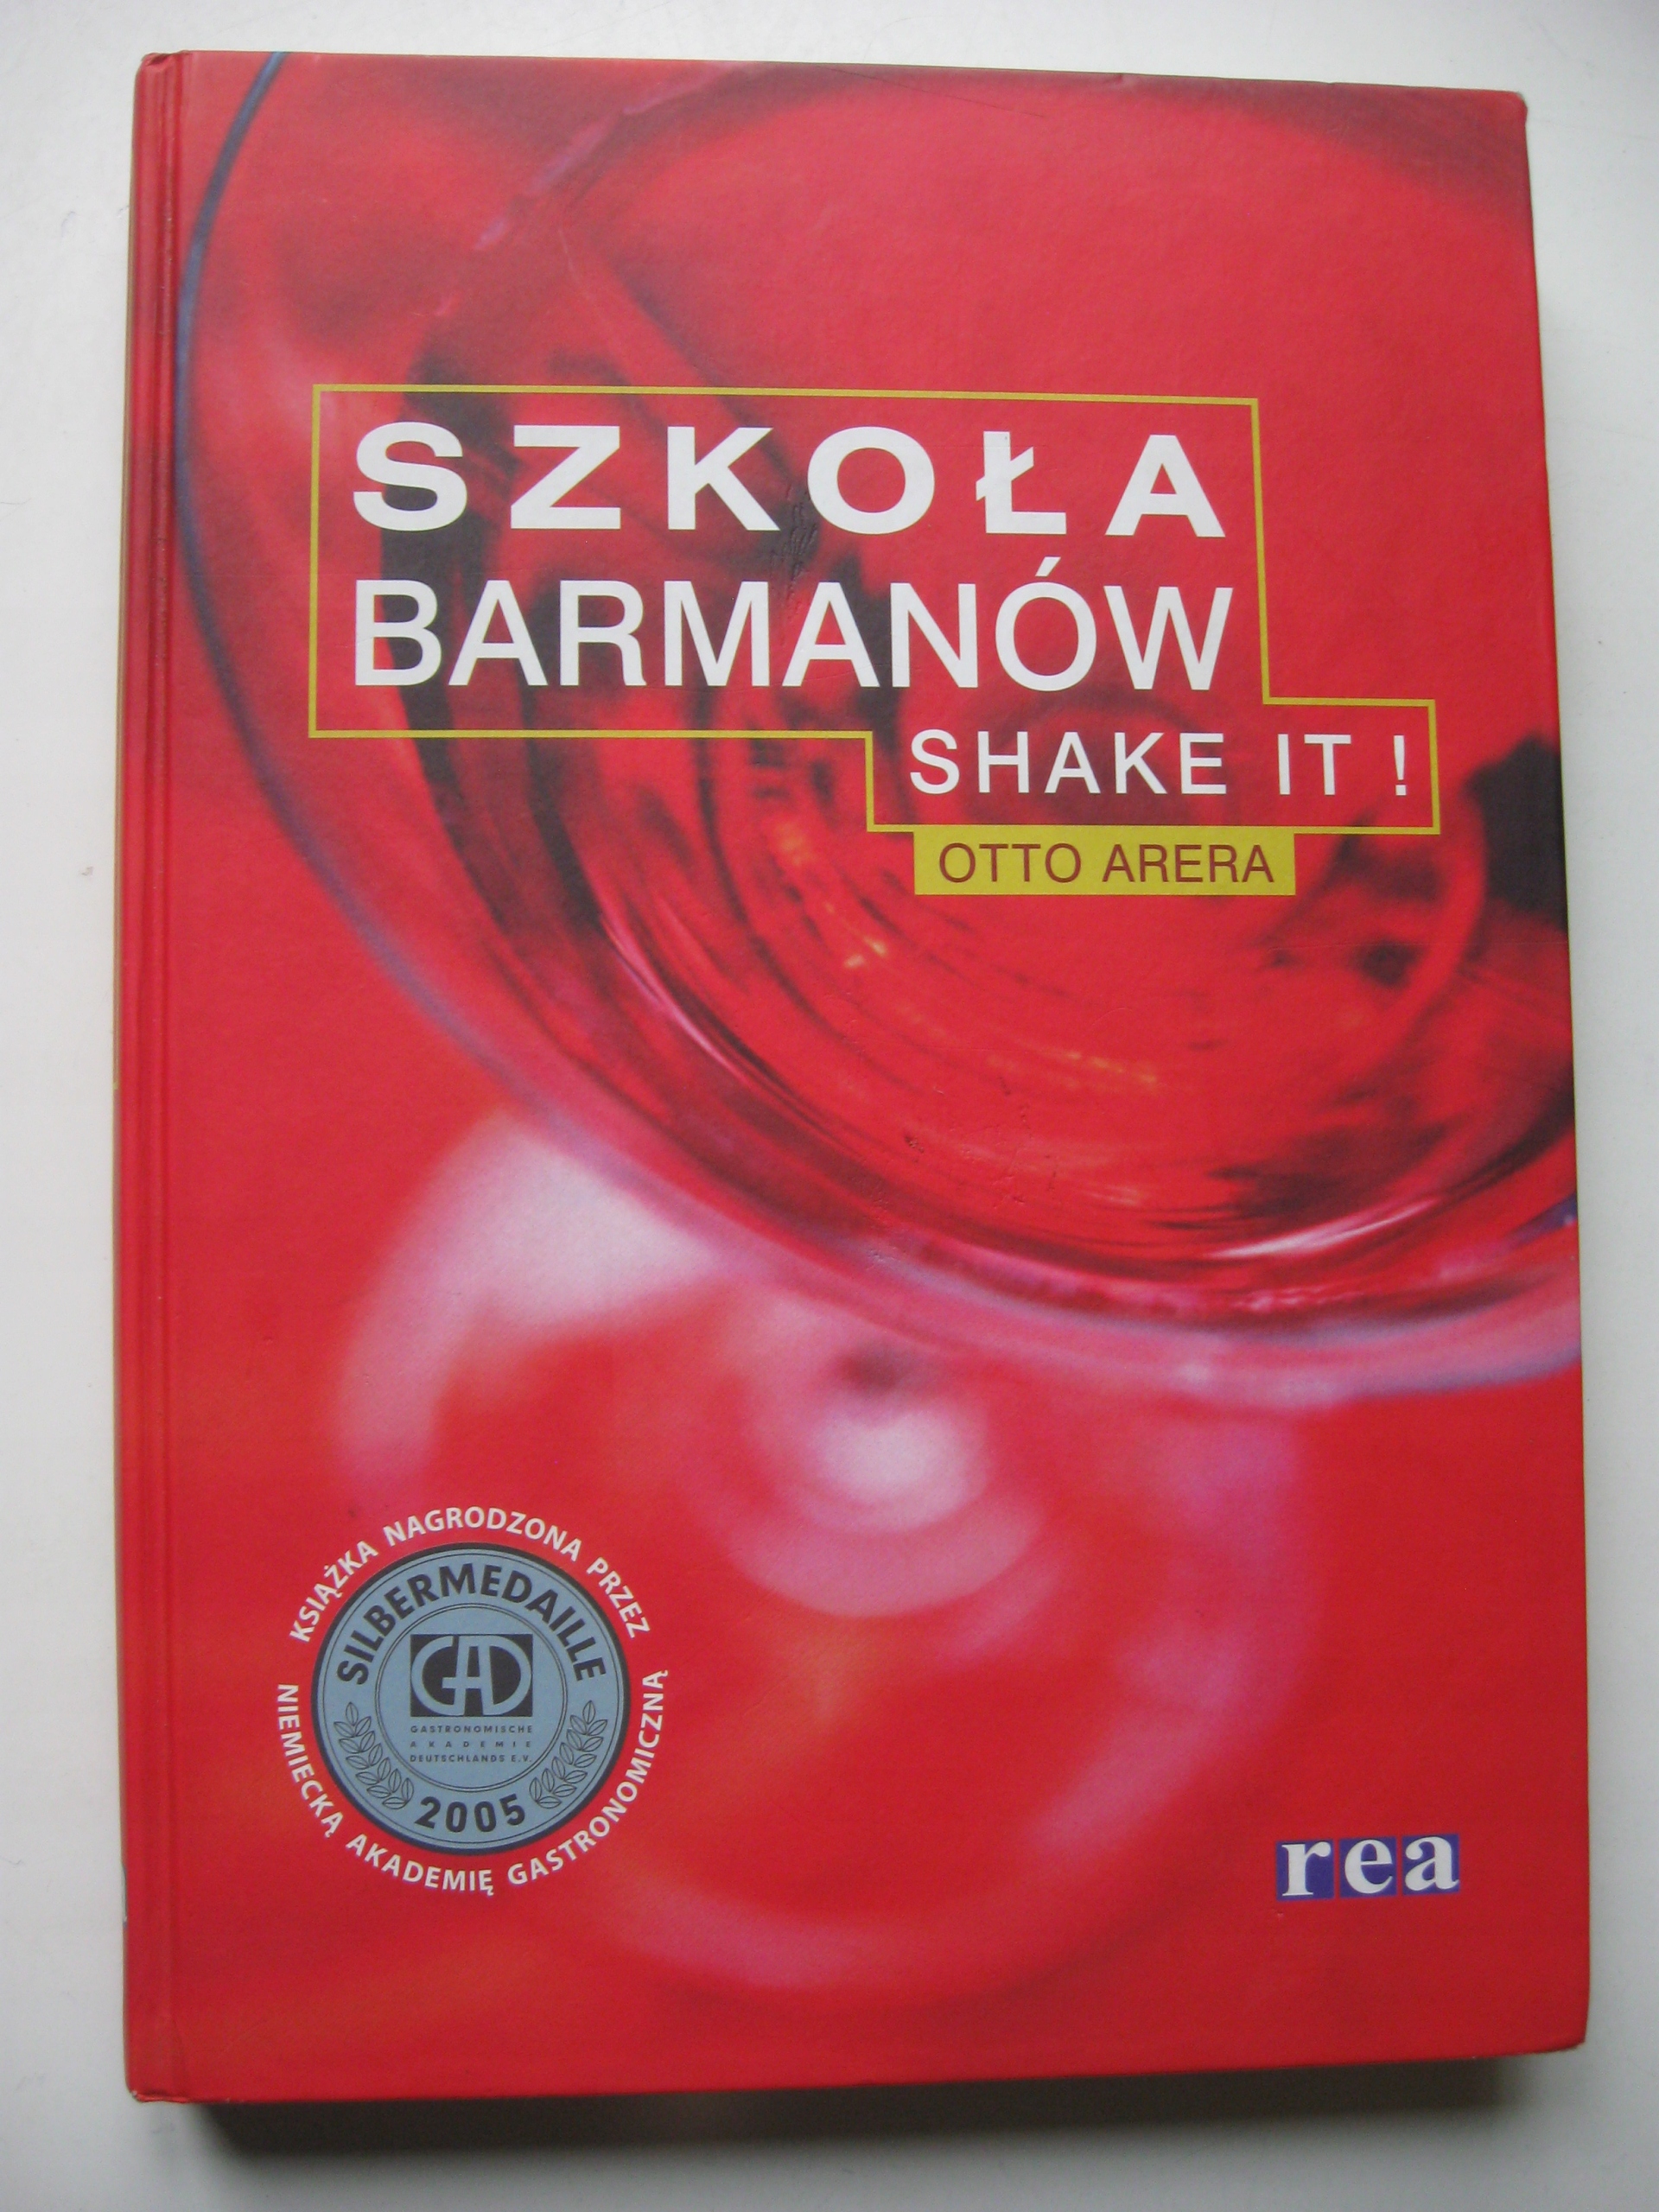 SZKOŁA
BARMANÓW
SHAKE IT !
OTTO ARERA
KSIĄŻKA NAGRODZONA PRZEZ
NIEMIECKĄ AKADEMIĘ GASTRONOMICZNĄ
SILBERMEDAILLE
GAD
GASTRONOMISCHE
AKADEMIE
DEUTSCHLANDS E.V.
2005
rea